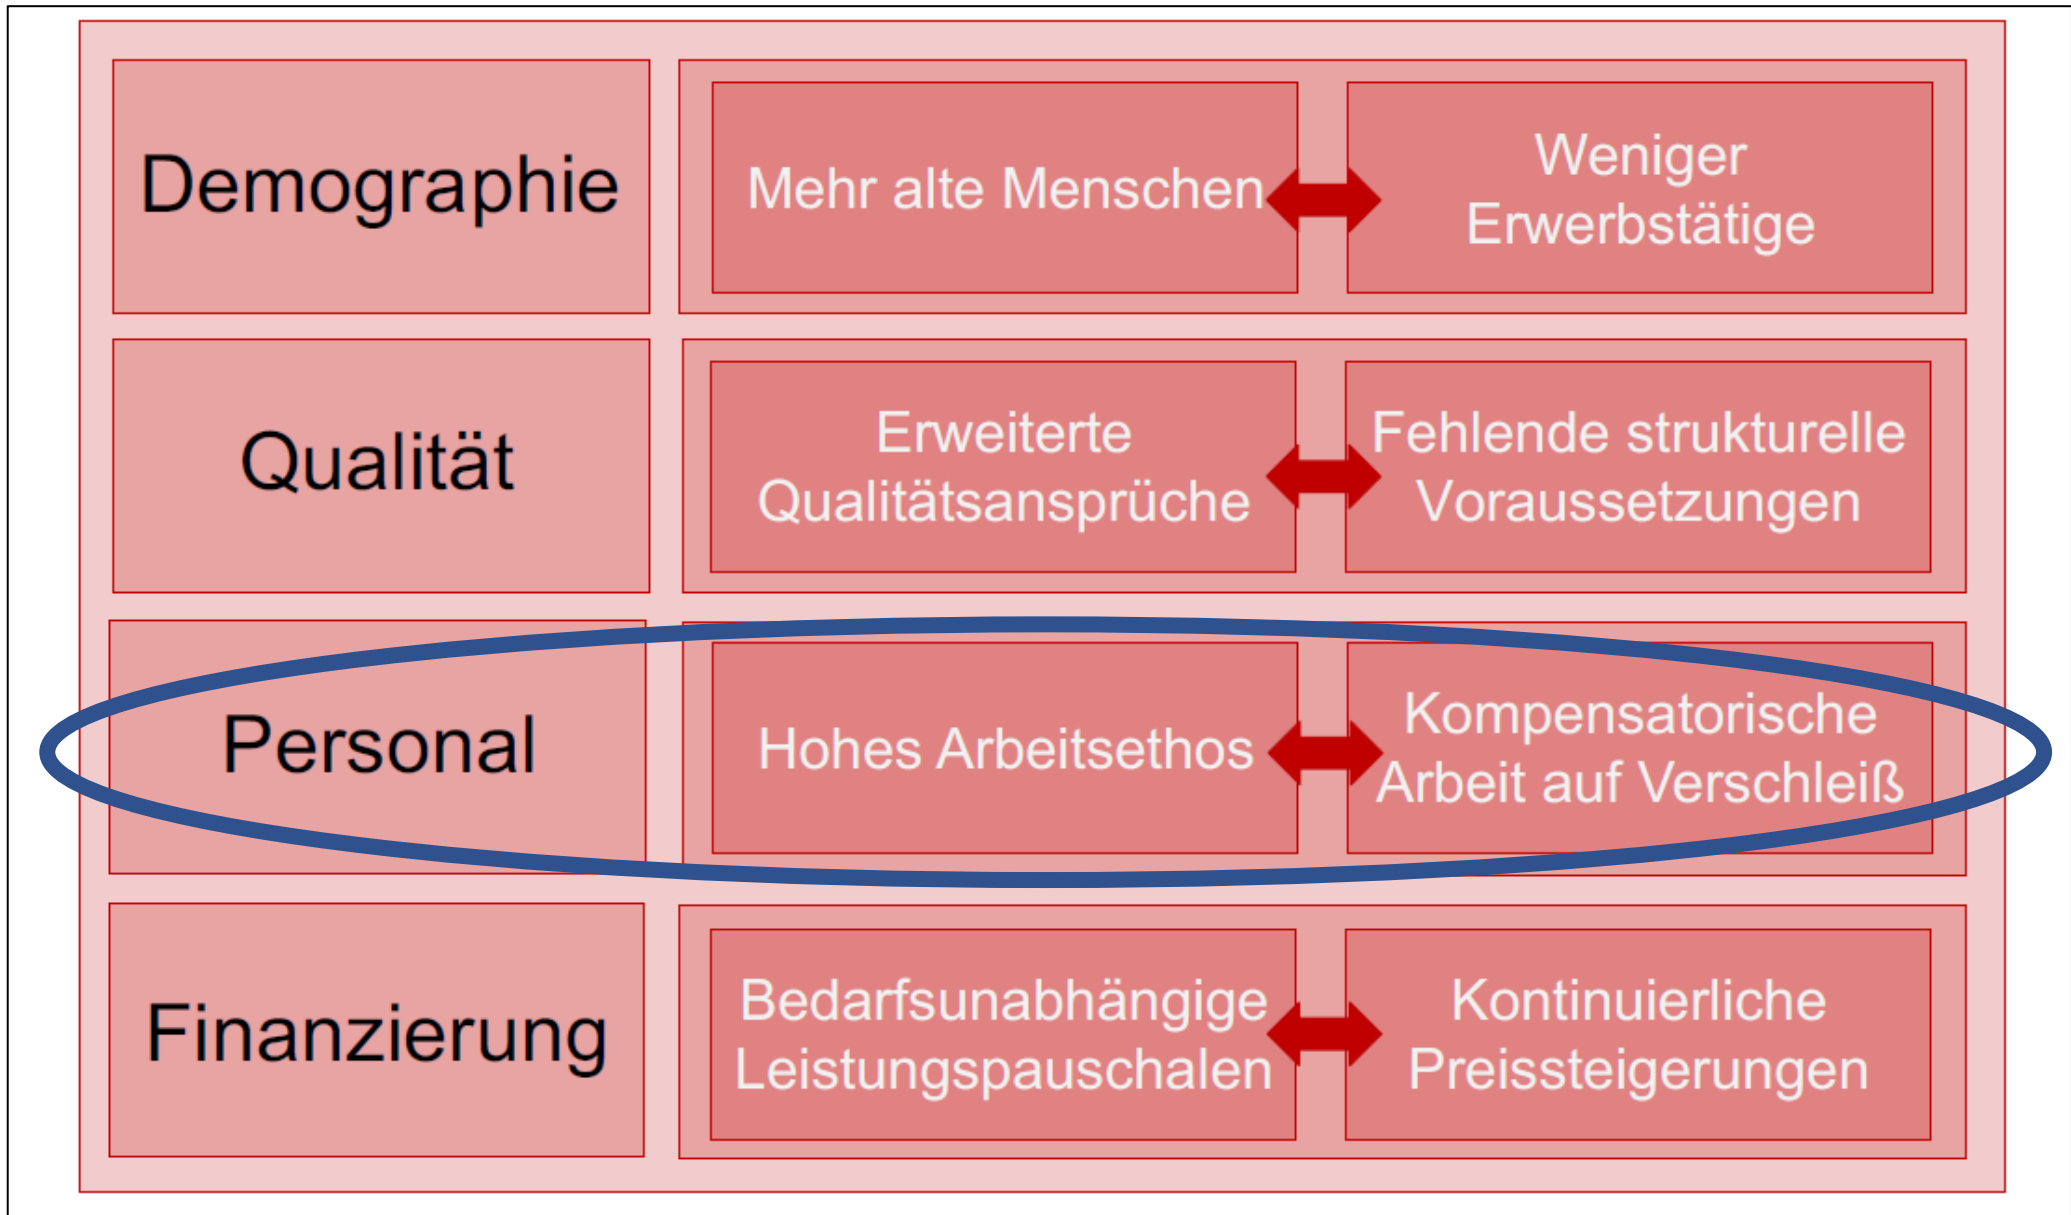 Demographie
Mehr alte Menschen
Weniger
Erwerbstätige
Qualität
Erweiterte
Qualitätsansprüche
Fehlende strukturelle
Voraussetzungen
Personal
Hohes Arbeitsethos
Kompensatorische
Arbeit auf Verschleiß
Finanzierung
Bedarfsunabhängige
Leistungspauschalen
Kontinuierliche
Preissteigerungen